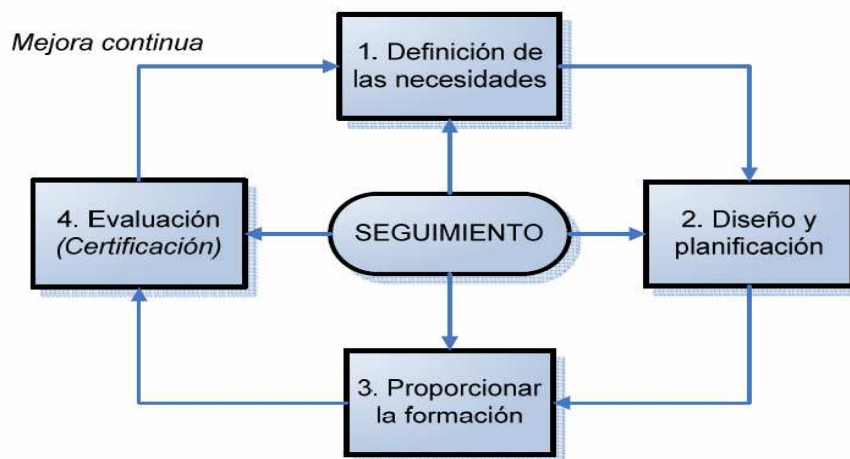 Mejora continua
1. Definición de
las necesidades
4. Evaluación
(Certificación)
SEGUIMIENTO
2. Diseño y
planificación
3. Proporcionar
la formación